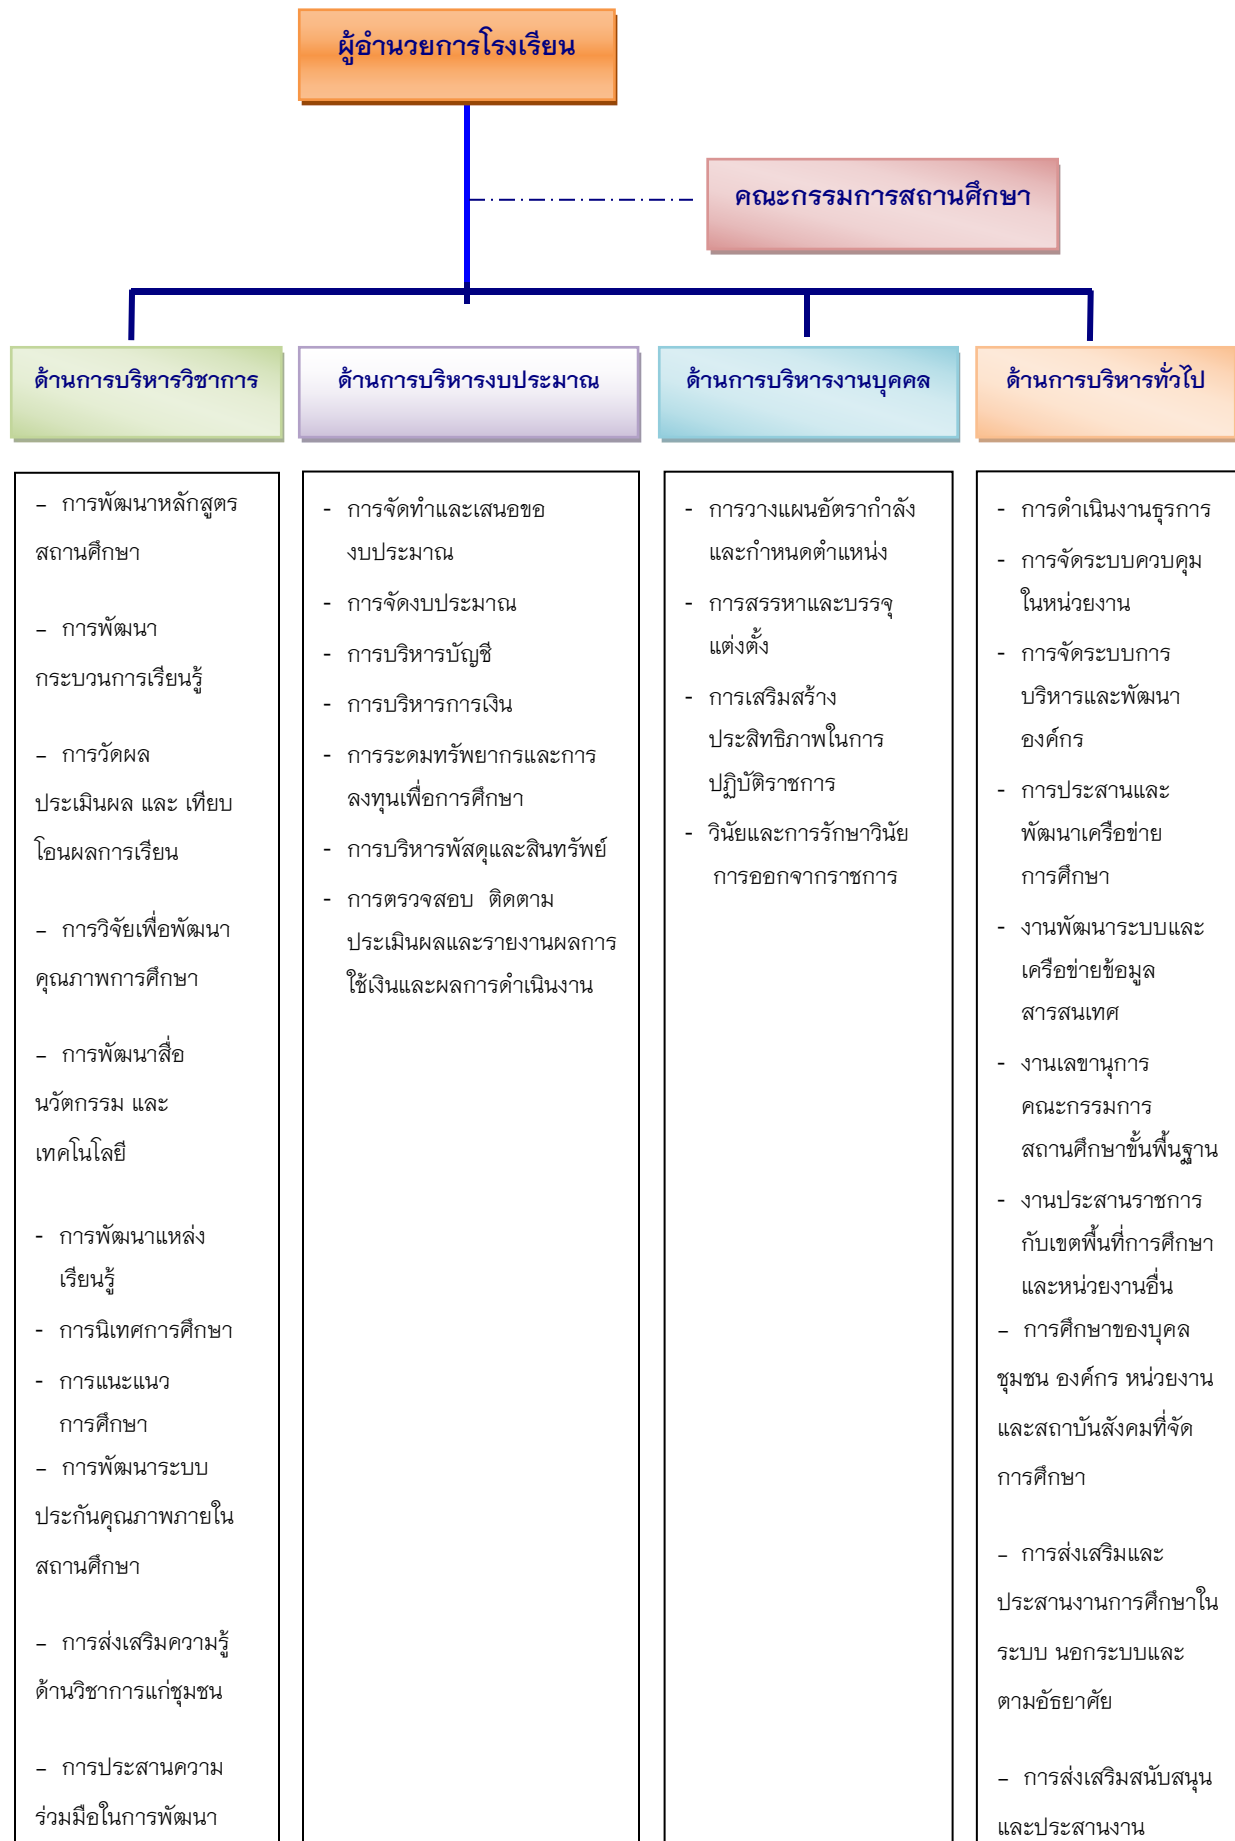 ผู้อำนวยการโรงเรียน
คณะกรรมการสถานศึกษา
ด้านการบริหารวิชาการ
ด้านการบริหารงบประมาณ
ด้านการบริหารงานบุคคล
ด้านการบริหารทั่วไป
– การพัฒนาหลักสูตร
สถานศึกษา
– การพัฒนา
กระบวนการเรียนรู้
– การวัดผล
ประเมินผล และ เทียบ
โอนผลการเรียน
– การวิจัยเพื่อพัฒนา
คุณภาพการศึกษา
– การพัฒนาสื่อ
นวัตกรรม และ
เทคโนโลยี
- การพัฒนาแหล่ง
เรียนรู้
- การนิเทศการศึกษา
- การแนะแนว
การศึกษา
– การพัฒนาระบบ
ประกันคุณภาพภายใน
สถานศึกษา
– การส่งเสริมความรู้
ด้านวิชาการแก่ชุมชน
– การประสานความ
ร่วมมือในการพัฒนา
- การจัดทำและเสนอขอ
งบประมาณ
- การจัดงบประมาณ
- การบริหารบัญชี
- การบริหารการเงิน
- การระดมทรัพยากรและการ
ลงทุนเพื่อการศึกษา
- การบริหารพัสดุและสินทรัพย์
- การตรวจสอบ ติดตาม
ประเมินผลและรายงานผลการ
ใช้เงินและผลการดำเนินงาน
- การวางแผนอัตรากำลัง
และกำหนดตำแหน่ง
- การสรรหาและบรรจุ
แต่งตั้ง
- การเสริมสร้าง
ประสิทธิภาพในการ
ปฏิบัติราชการ
- วินัยและการรักษาวินัย
การออกจากราชการ
- การดำเนินงานธุรการ
- การจัดระบบควบคุม
ในหน่วยงาน
- การจัดระบบการ
บริหารและพัฒนา
องค์กร
- การประสานและ
พัฒนาเครือข่าย
การศึกษา
- งานพัฒนาระบบและ
เครือข่ายข้อมูล
สารสนเทศ
- งานเลขานุการ
คณะกรรมการ
สถานศึกษาขั้นพื้นฐาน
- งานประสานราชการ
กับเขตพื้นที่การศึกษา
และหน่วยงานอื่น
– การศึกษาของบุคล
ชุมชน องค์กร หน่วยงาน
และสถาบันสังคมที่จัด
การศึกษา
– การส่งเสริมและ
ประสานงานการศึกษาใน
ระบบ นอกระบบและ
ตามอัธยาศัย
– การส่งเสริมสนับสนุน
และประสานงาน